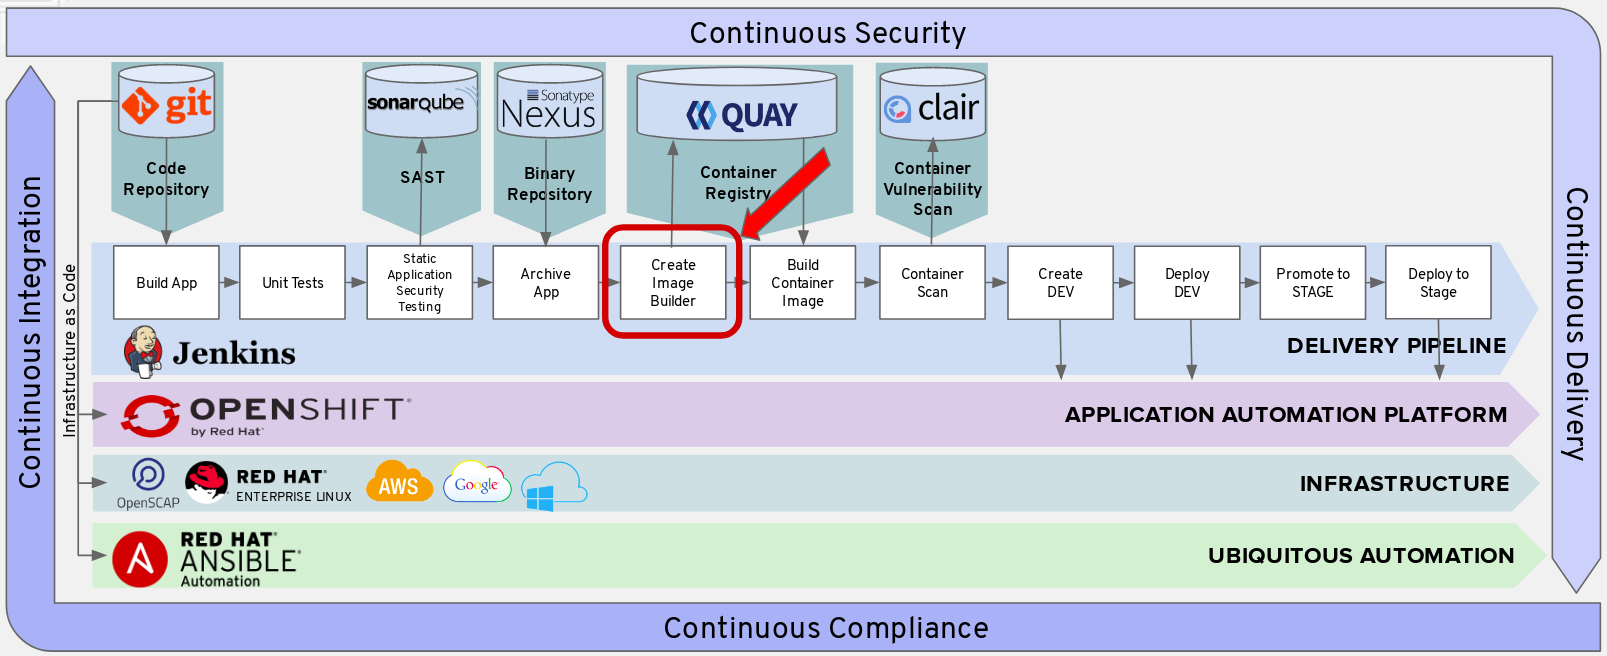 Continuous Security
Continuous Integration
Infrastructure as Code
git
Code
Repository
sonarqube
SAST
Sonatype
Nexus
Binary
Repository
QUAY
Container
Registry
clair
Container
Vulnerability
Scan
Build App
Unit Tests
Static
Application
Security
Testing
Archive
App
Create
Image
Builder
Build
Container
Image
Container
Scan
Create
DEV
Deploy
DEV
Promote to
STAGE
Deploy to
Stage
Jenkins
DELIVERY PIPELINE
OPENSHIFT®
by Red Hat®
APPLICATION AUTOMATION PLATFORM
OpenSCAP
RED HAT®
ENTERPRISE LINUX
AWS
Google
INFRASTRUCTURE
RED HAT®
ANSIBLE®
Automation
UBIQUITOUS AUTOMATION
Continuous Delivery
Continuous Compliance